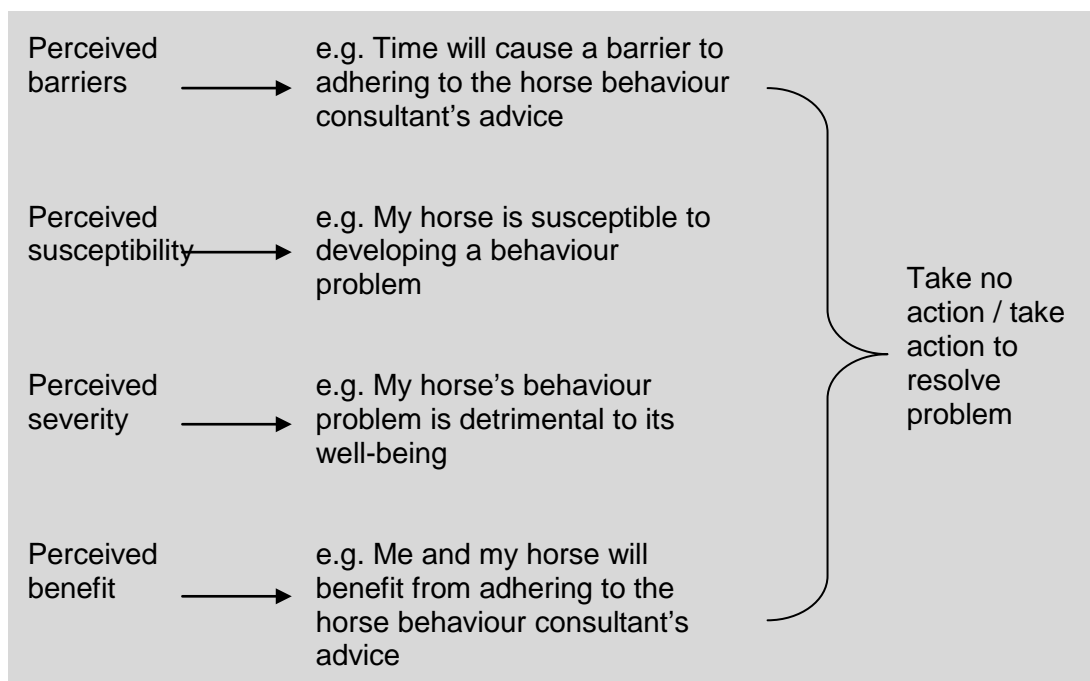 Perceived
barriers
e.g. Time will cause a barrier to
adhering to the horse behaviour
consultant's advice
Perceived
susceptibility
e.g. My horse is susceptible to
developing a behaviour
problem
Perceived
severity
e.g. My horse's behaviour
problem is detrimental to its
well-being
Perceived
benefit
e.g. Me and my horse will
benefit from adhering to the
horse behaviour consultant's
advice
Take no
action / take
action to
resolve
problem